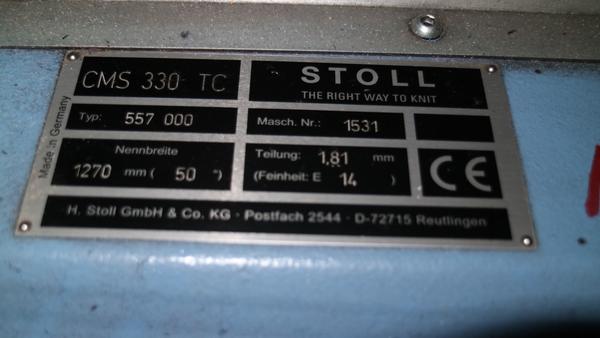 CMS 330 TC
STOLL
THE RIGHT WAY TO KNIT
Made in Germany
Typ: 557 000
Masch. Nr.: 1531
Nennbreite
1270 mm ( 50 ")
Teilung: 1,81 mm
(Feinheit: E 14 )
CE
H. Stoll GmbH & Co. KG · Postfach 2544 · D-72715 Reutlingen